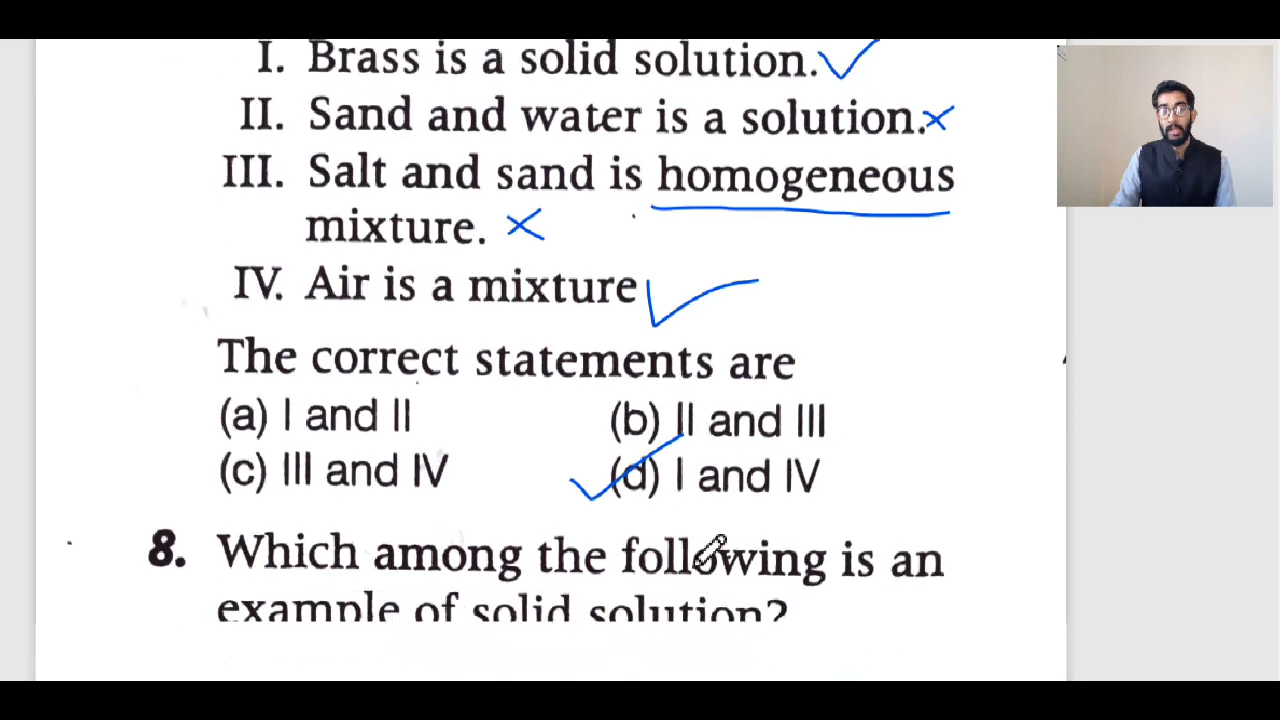 I. Brass is a solid solution.
II. Sand and water is a solution.
III. Salt and sand is homogeneous
mixture.
IV. Air is a mixture
The correct statements are
(a) I and II (b) II and III
(c) III and IV (d) I and IV
8. Which among the following is an
example of solid solution?